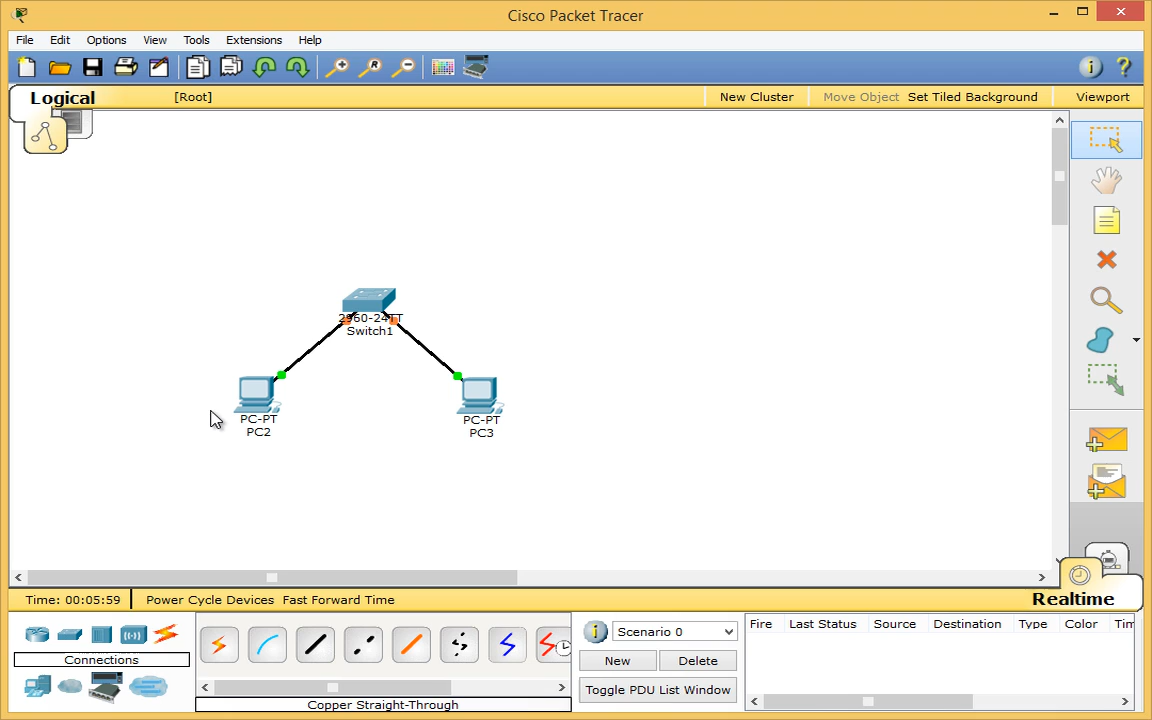 Cisco Packet Tracer
File Edit Options View Tools Extensions Help
Logical [Root] New Cluster Move Object Set Tiled Background Viewport
2960-24TT
Switch1
PC-PT
PC2
PC-PT
PC3
Time: 00:05:59 Power Cycle Devices Fast Forward Time Realtime
Scenario 0
Fire Last Status Source Destination Type Color Tim
Connections
New Delete
Toggle PDU List Window
Copper Straight-Through